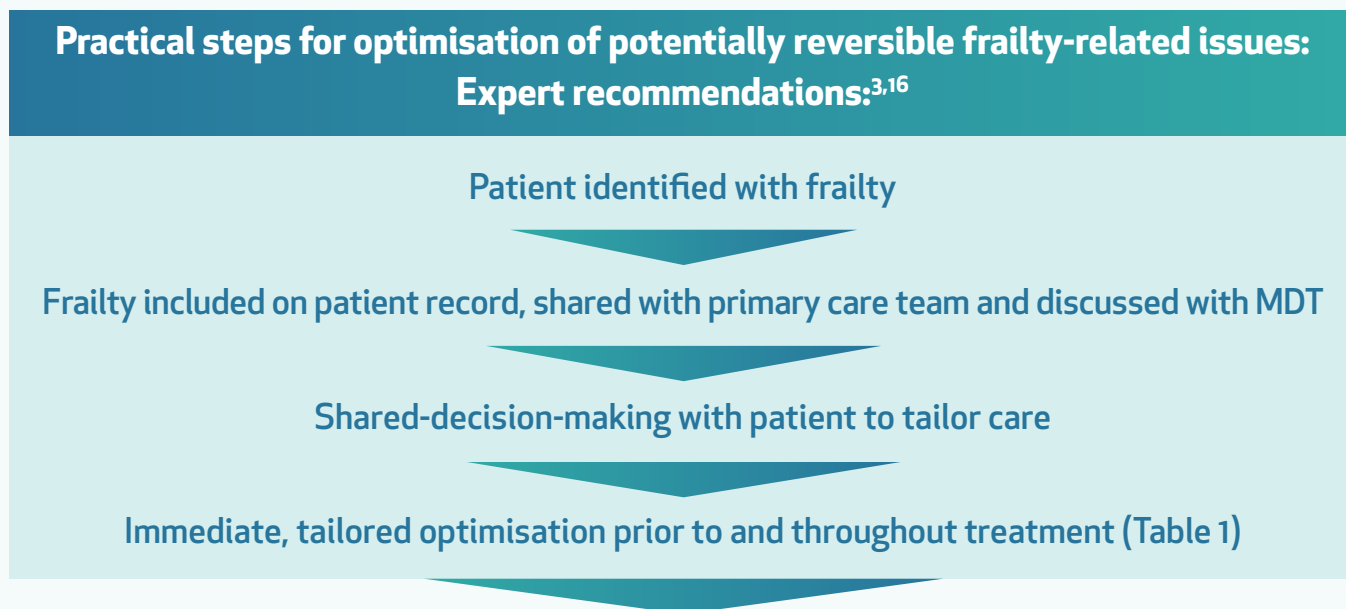 Practical steps for optimisation of potentially reversible frailty-related issues:
Expert recommendations:3,16
Patient identified with frailty
Frailty included on patient record, shared with primary care team and discussed with MDT
Shared-decision-making with patient to tailor care
Immediate, tailored optimisation prior to and throughout treatment (Table 1)